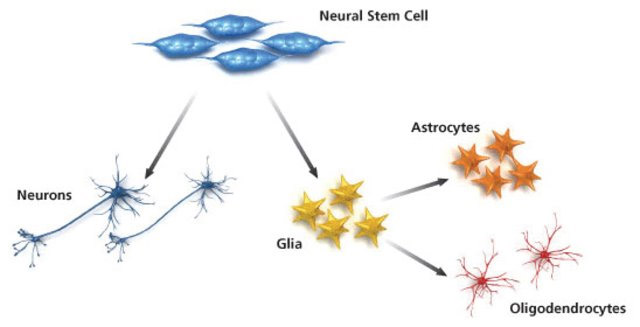 Neural Stem Cell
Astrocytes
Neurons
Glia
Oligodendrocytes